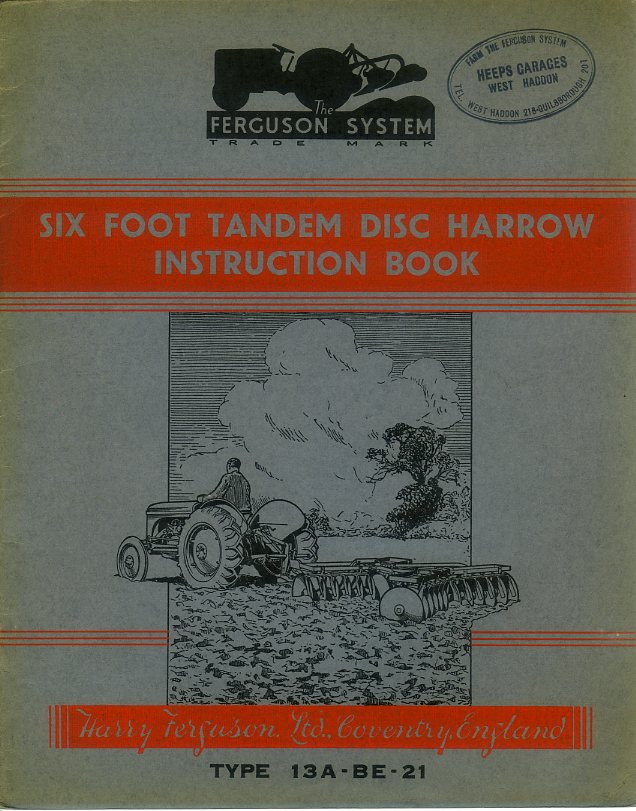 The
FERGUSON SYSTEM
TRADE MARK
FARM THE FERGUSON SYSTEM
HEEPS GARAGES
WEST HADDON
TEL. WEST HADDON 218-GUILSBOROUGH 201
SIX FOOT TANDEM DISC HARROW
INSTRUCTION BOOK
Harry Ferguson. Ltd., Coventry, England
TYPE 13A-BE-21